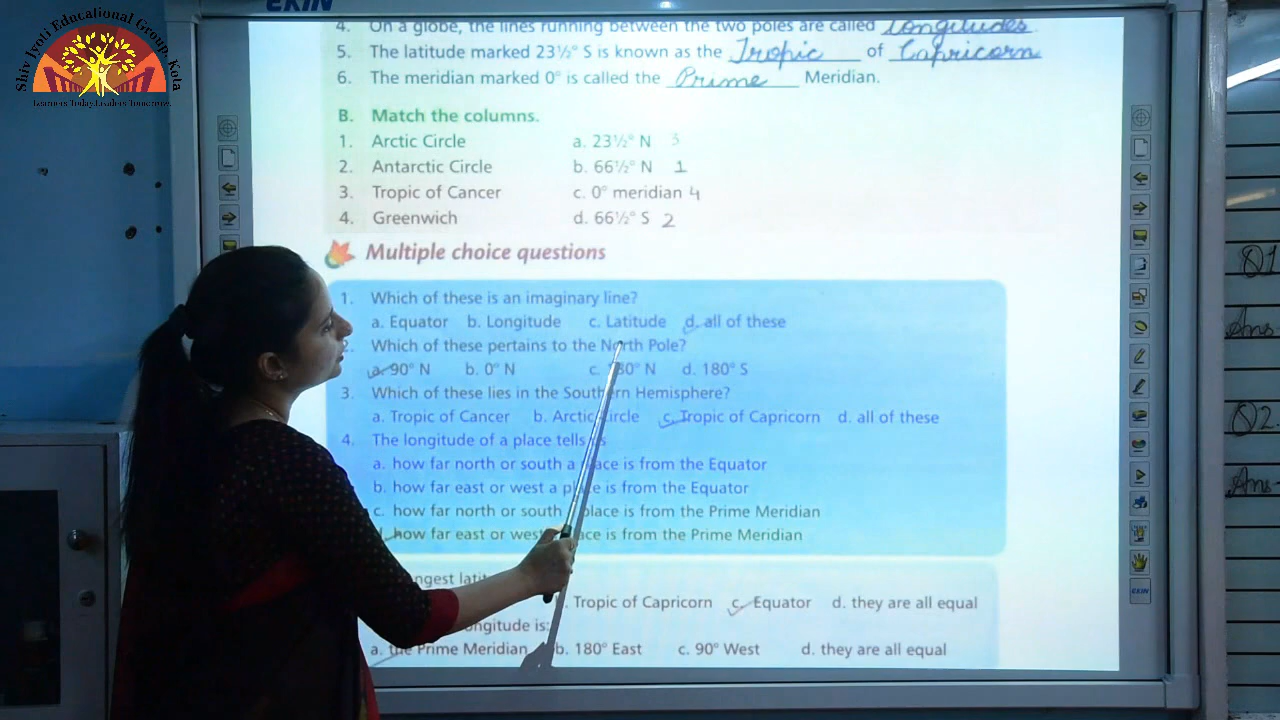 EKIN
Shiv Jyoti Educational Group, Kota
4. On a globe, the lines running between the two poles are called longitudes.
5. The latitude marked 23½° S is known as the Tropic of Capricorn
6. The meridian marked 0° is called the Prime Meridian.
B. Match the columns.
1. Arctic Circle a. 23½° N 3
2. Antarctic Circle b. 66½° N 1
3. Tropic of Cancer c. 0° meridian 4
4. Greenwich d. 66½° S 2
Multiple choice questions
1. Which of these is an imaginary line?
a. Equator b. Longitude c. Latitude d. all of these
Which of these pertains to the North Pole?
a. 90° N b. 0° N c. 180° N d. 180° S
3. Which of these lies in the Southern Hemisphere?
a. Tropic of Cancer b. Arctic Circle c. Tropic of Capricorn d. all of these
4. The longitude of a place tells us
a. how far north or south a place is from the Equator
b. how far east or west a place is from the Equator
c. how far north or south place is from the Prime Meridian
how far east or west place is from the Prime Meridian
Tropic of Capricorn c. Equator d. they are all equal
is:
a. the Prime Meridian b. 180° East c. 90° West d. they are all equal
EKIN
Q1
Ans-
Q2.
Ans-